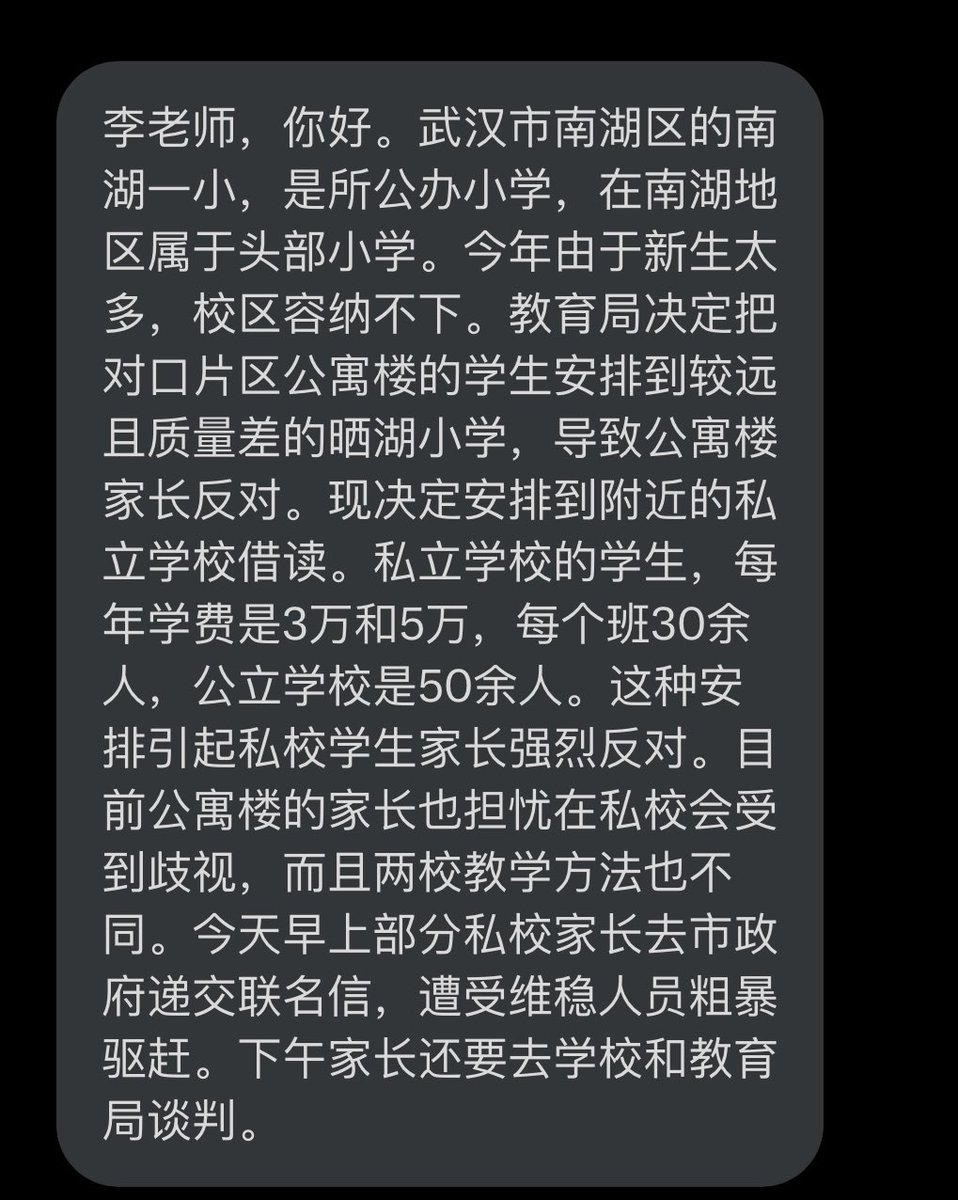 李老师，你好。武汉市南湖区的南
湖一小，是所公办小学，在南湖地
区属于头部小学。今年由于新生太
多，校区容纳不下。教育局决定把
对口片区公寓楼的学生安排到较远
且质量差的晒湖小学，导致公寓楼
家长反对。现决定安排到附近的私
立学校借读。私立学校的学生，每
年学费是3万和5万，每个班30余
人，公立学校是50余人。这种安
排引起私校学生家长强烈反对。目
前公寓楼的家长也担忧在私校会受
到歧视，而且两校教学方法也不
同。今天早上部分私校家长去市政
府递交联名信，遭受维稳人员粗暴
驱赶。下午家长还要去学校和教育
局谈判。